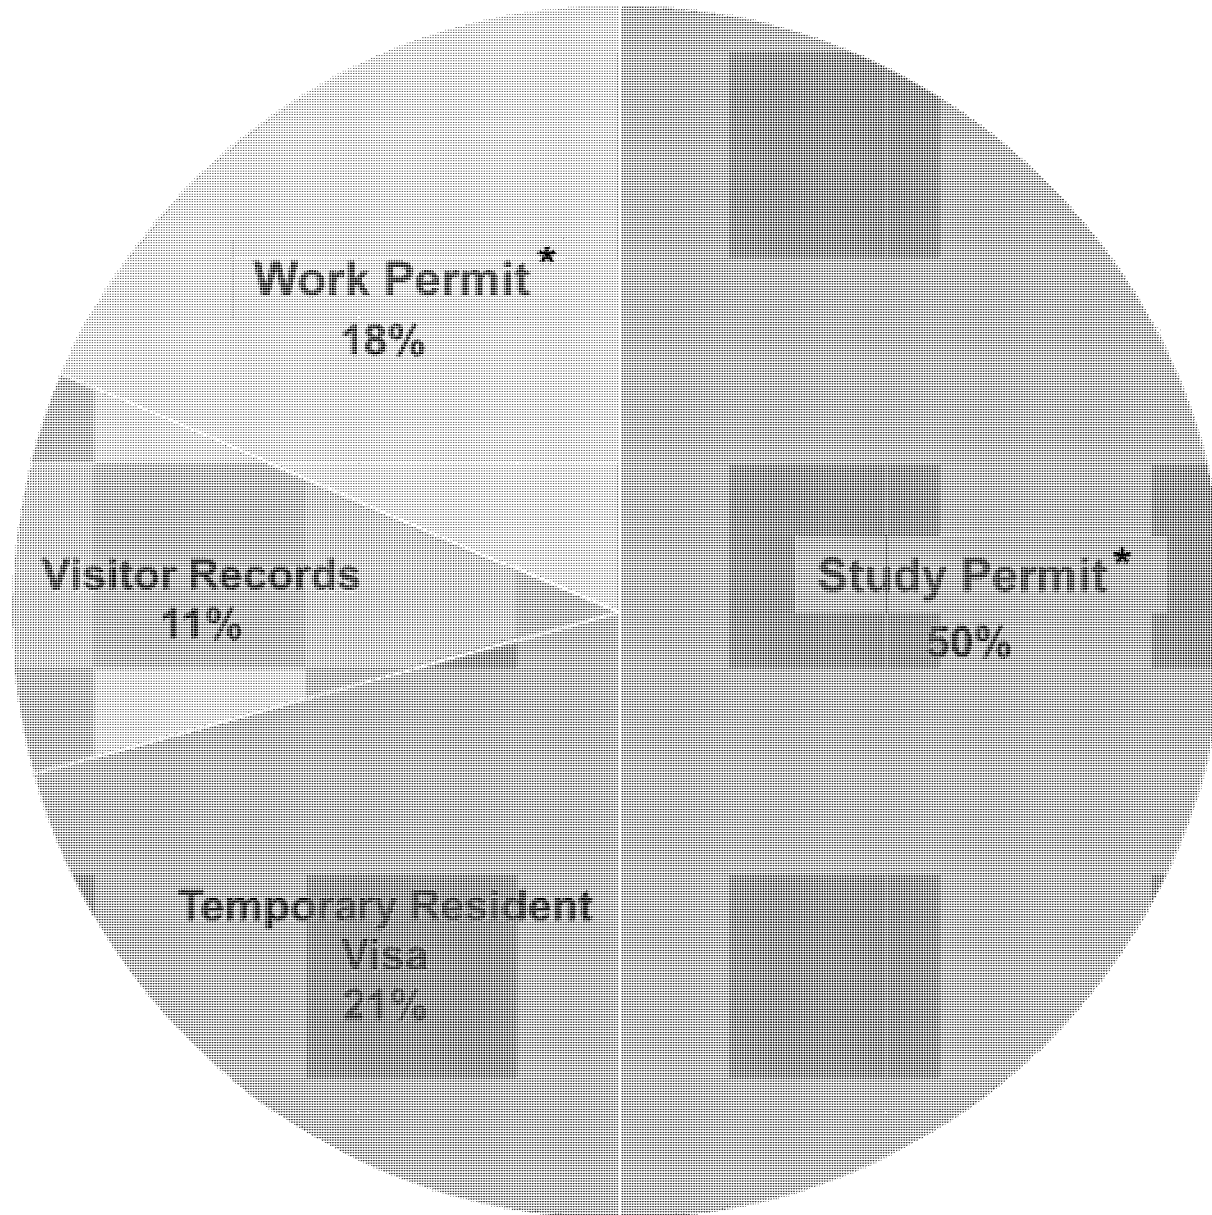 Work Permit*
18%
Visitor Records
11%
Study Permit*
50%
Temporary Resident
Visa
21%